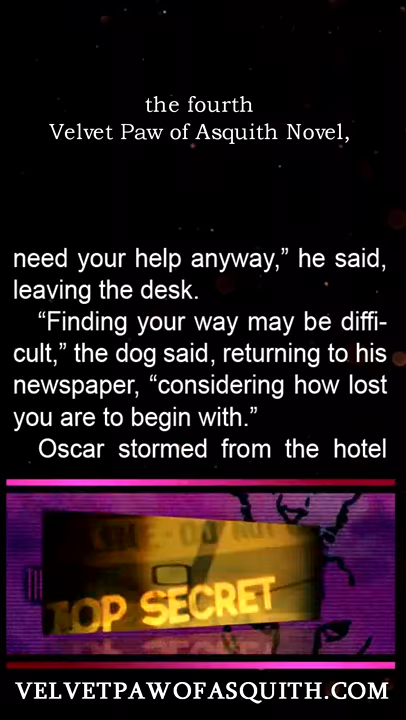 the fourth
Velvet Paw of Asquith Novel,
need your help anyway,” he said,
leaving the desk.
“Finding your way may be diffi-
cult,” the dog said, returning to his
newspaper, “considering how lost
you are to begin with.”
Oscar stormed from the hotel
TOP SECRET
VELVETPAWOFASQUITH.COM